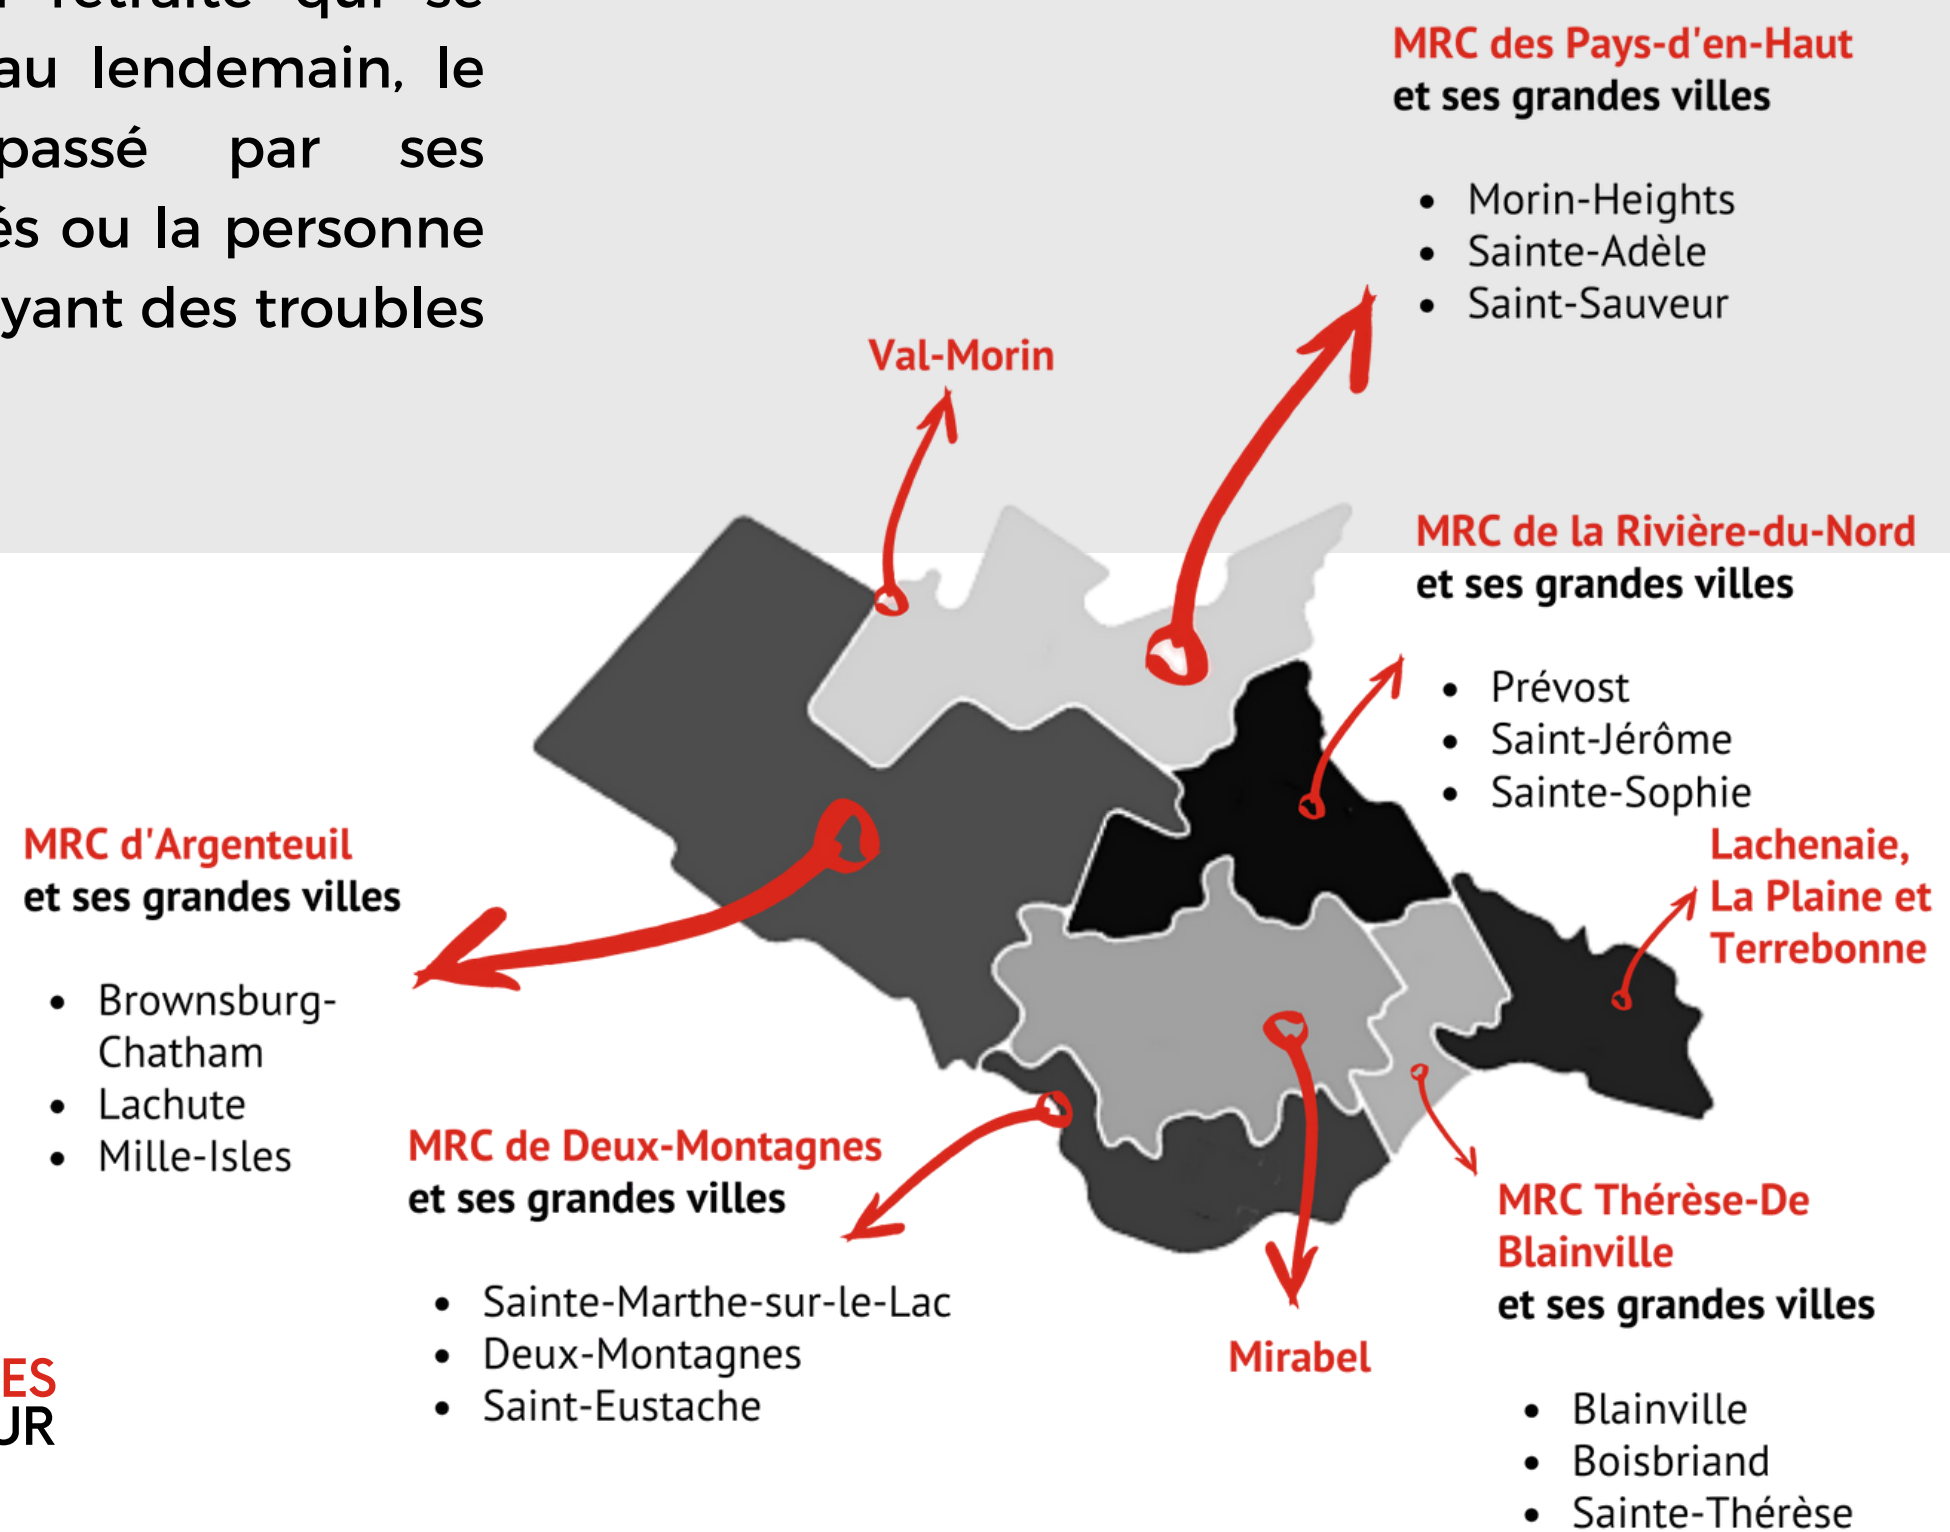 retraite qui se
au lendemain, le
passé par ses
ou la personne
des troubles
MRC des Pays-d'en-Haut
et ses grandes villes
• Morin-Heights
• Sainte-Adèle
• Saint-Sauveur
Val-Morin
MRC de la Rivière-du-Nord
et ses grandes villes
• Prévost
• Saint-Jérôme
• Sainte-Sophie
Lachenaie,
La Plaine et
Terrebonne
MRC d'Argenteuil
et ses grandes villes
• Brownsburg-
Chatham
• Lachute
• Mille-Isles
MRC de Deux-Montagnes
et ses grandes villes
• Sainte-Marthe-sur-le-Lac
• Deux-Montagnes
• Saint-Eustache
Mirabel
MRC Thérèse-De
Blainville
et ses grandes villes
• Blainville
• Boisbriand
• Sainte-Thérèse